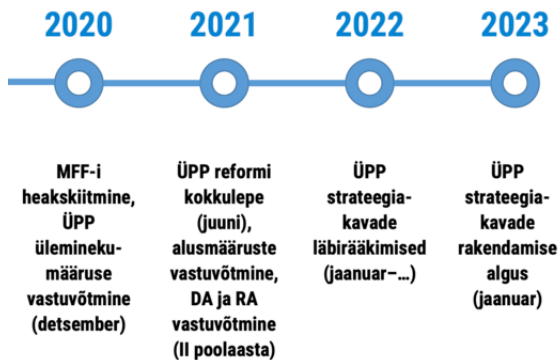 2020
2021
2022
2023
MFF-i
heakskiitmine,
ÜPP
ülemineku-
määruse
vastuvõtmine
(detsember)
ÜPP reformi
kokkulepe
(juuni),
alusmääruste
vastuvõtmine,
DA ja RA
vastuvõtmine
(II poolaasta)
ÜPP
strateegia-
kavade
läbirääkimised
(jaanuar–...)
ÜPP
strateegia-
kavade
rakendamise
algus
(jaanuar)